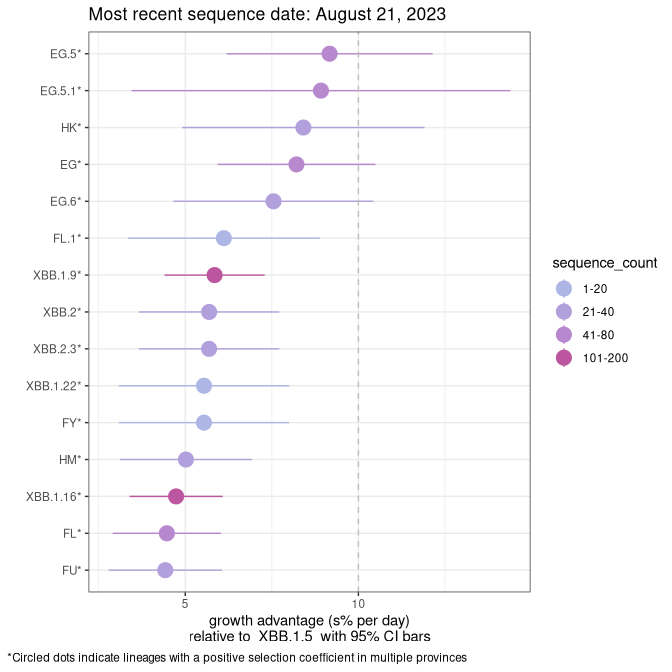 Most recent sequence date: August 21, 2023
EG.5*
EG.5.1*
HK*
EG*
EG.6*
FL.1*
XBB.1.9*
XBB.2*
XBB.2.3*
XBB.1.22*
FY*
HM*
XBB.1.16*
FL*
FU*
5 10
growth advantage (s% per day)
relative to XBB.1.5 with 95% CI bars
sequence_count
1-20
21-40
41-80
101-200
*Circled dots indicate lineages with a positive selection coefficient in multiple provinces